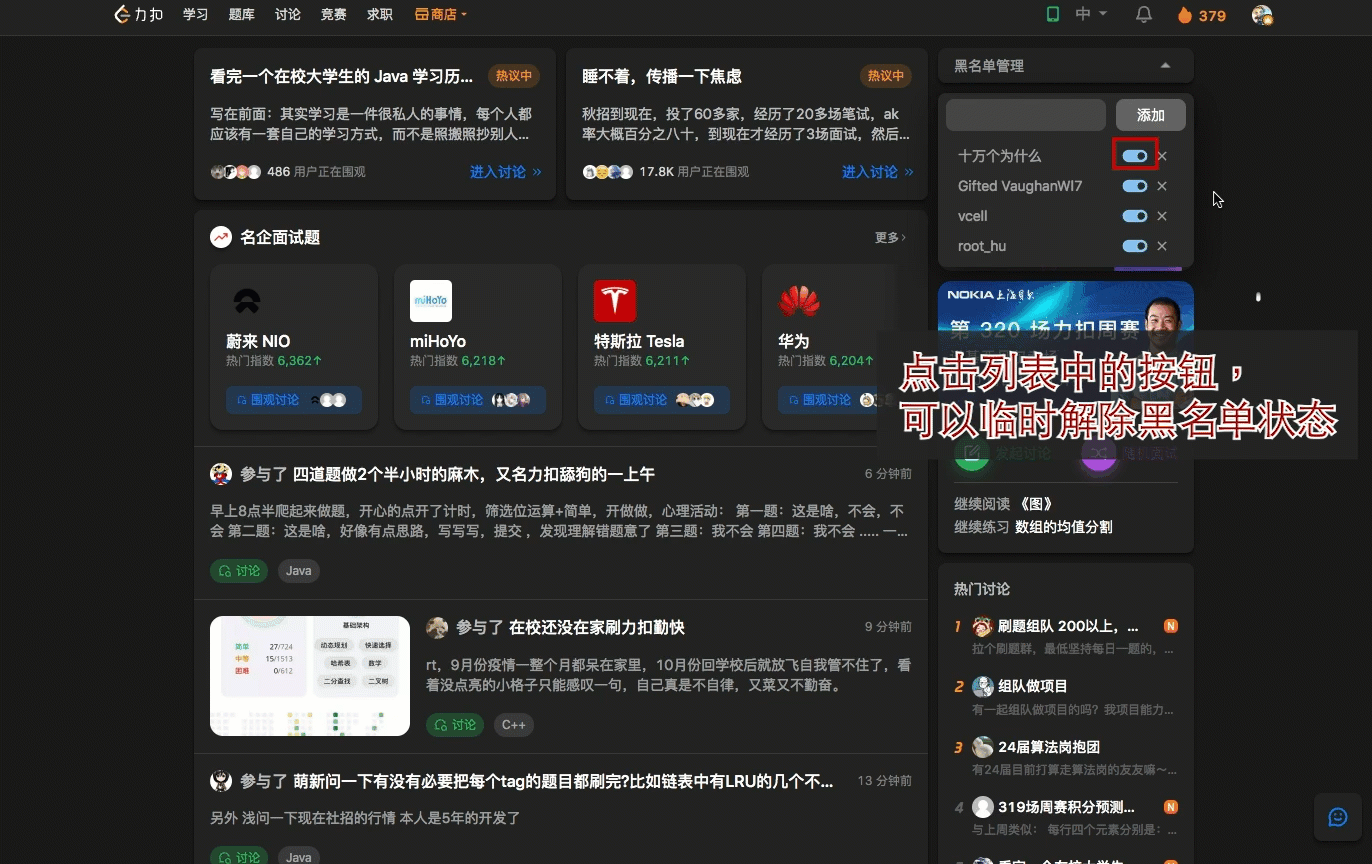 力扣 学习 题库 讨论 竞赛 求职 商店 中 379
看完一个在校大学生的 Java 学习历... 热议中
写在前面：其实学习是一件很私人的事情，每个人都
应该有一套自己的学习方式，而不是照搬照抄别人...
486 用户正在围观 进入讨论
睡不着，传播一下焦虑 热议中
秋招到现在，投了60多家，经历了20多场笔试，ak
率大概百分之八十，到现在才经历了3场面试，然后...
17.8K 用户正在围观 进入讨论
名企面试题 更多
蔚来 NIO
热门指数 6,362↑
围观讨论
miHoYo
miHoYo
热门指数 6,218↑
围观讨论
特斯拉 Tesla
热门指数 6,211↑
围观讨论
华为
热门指数 6,204↑
围观讨论
参与了 四道题做2个半小时的麻木，又名力扣舔狗的一上午 6 分钟前
早上8点半爬起来做题，开心的点开了计时，筛选位运算+简单，开做做，心理活动： 第一题：这是啥，不会，不
会 第二题：这是啥，好像有点思路，写写写，提交 ，发现理解错题意了 第三题：我不会 第四题：我不会 ..... 一...
讨论 Java
简单 27/724
中等 15/1513
困难 0/612
基础架构
动态规划 快速选择
哈希表 数学
二分查找 二叉树
参与了 在校还没在家刷力扣勤快 9 分钟前
rt，9月份疫情一整个月都呆在家里，10月份回学校后就放飞自我管不住了，看
着没点亮的小格子只能感叹一句，自己真是不自律，又菜又不勤奋。
讨论 C++
参与了 萌新问一下有没有必要把每个tag的题目都刷完?比如链表中有LRU的几个不... 13 分钟前
另外 浅问一下现在社招的行情 本人是5年的开发了
讨论 Java
黑名单管理
添加
十万个为什么
Gifted VaughanWI7
vcell
root_hu
NOKIA 上海贝尔
第 320 场力扣周赛
点击列表中的按钮，
可以临时解除黑名单状态
发起讨论
继续阅读 《图》
继续练习 数组的均值分割
热门讨论
1 刷题组队 200以上，... N
拉个刷题群，最低坚持每日一题的，...
2 组队做项目
有一起组队做项目的吗？我项目能力...
3 24届算法岗抱团
有24届目前打算走算法岗的友友嘛～...
4 319场周赛积分预测... N
与上周类似： 每行四个元素分别是：...